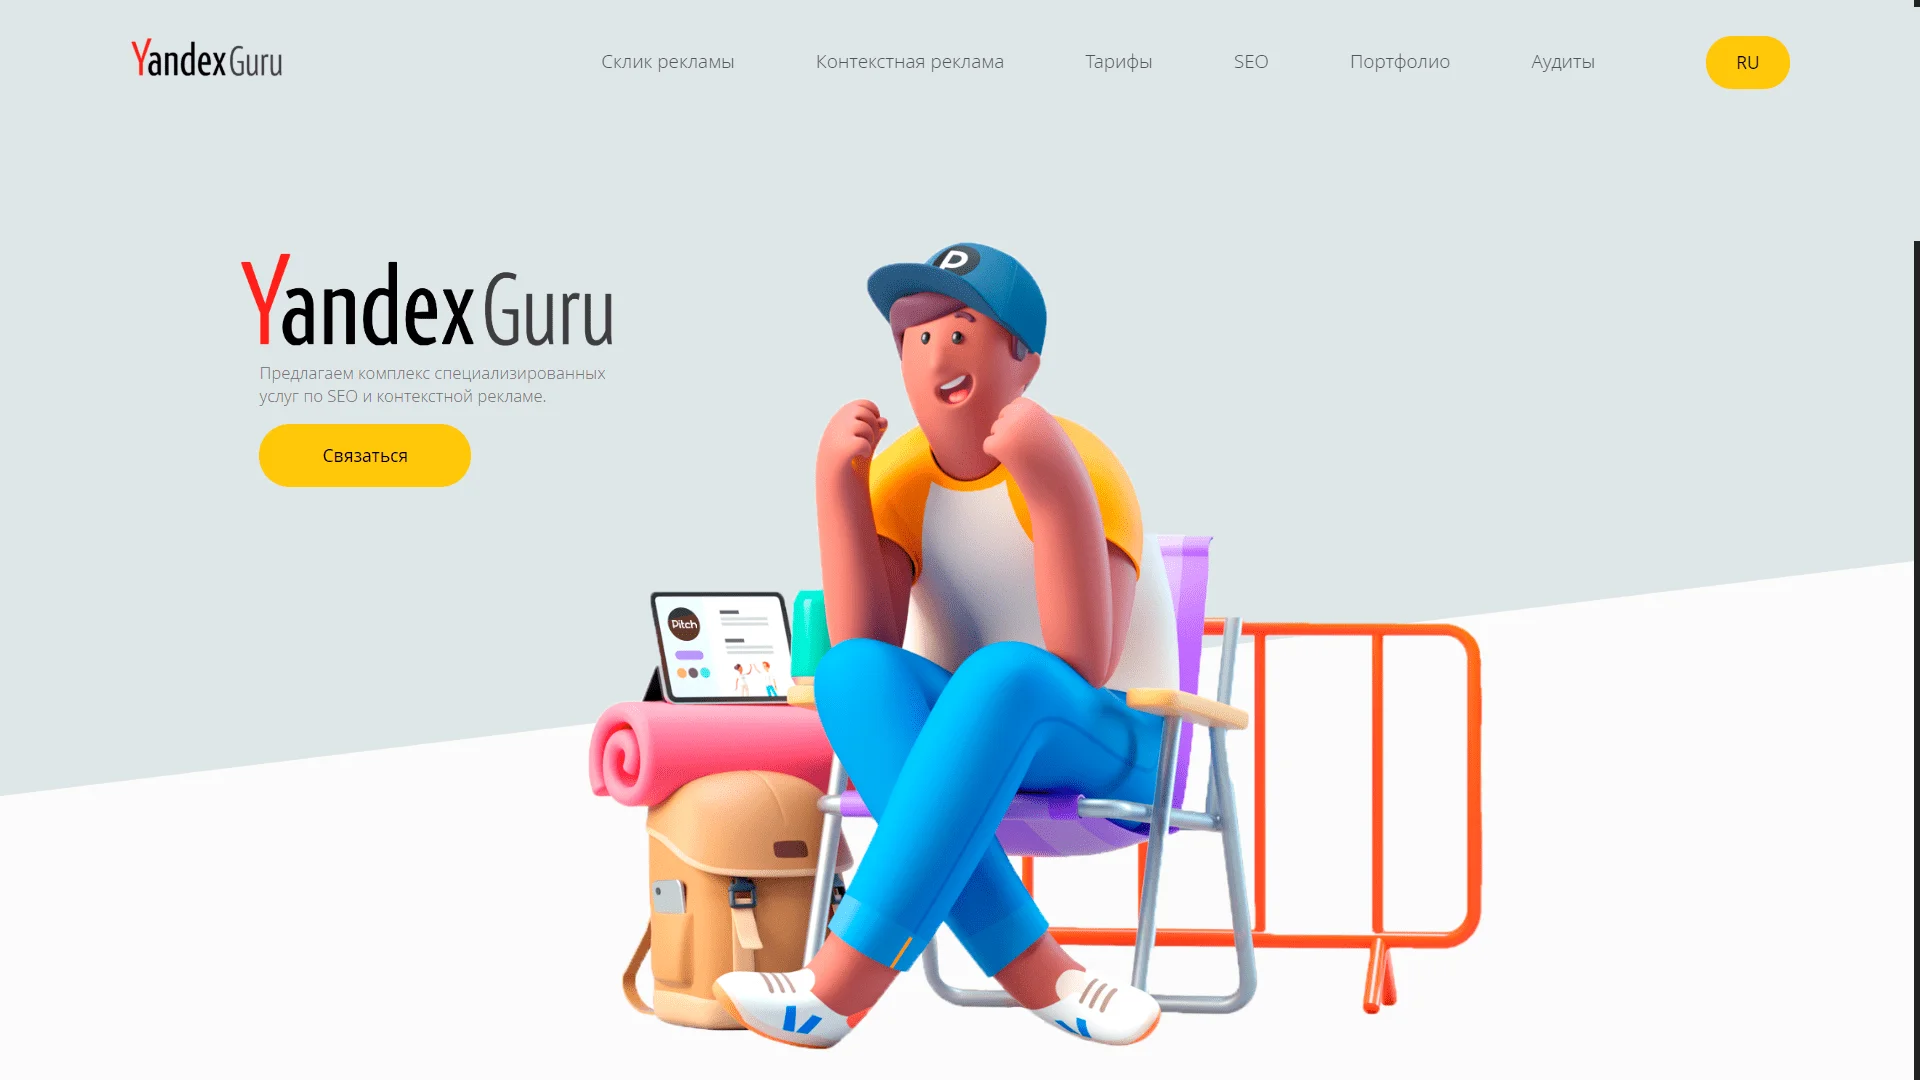 Yandex Guru
Склик рекламы
Контекстная реклама
Тарифы
SEO
Портфолио
Аудиты
RU
Yandex Guru
Предлагаем комплекс специализированных
услуг по SEO и контекстной рекламе.
Связаться
P
Pitch